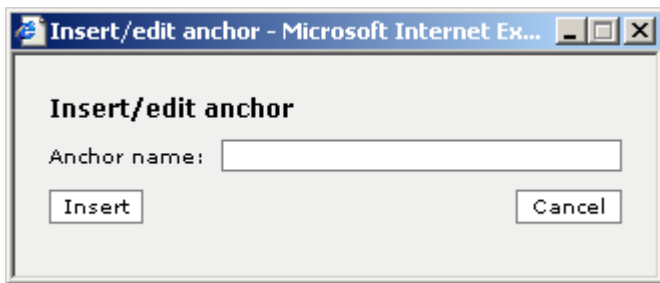 Insert/edit anchor - Microsoft Internet Ex...
Insert/edit anchor
Anchor name:
Insert Cancel